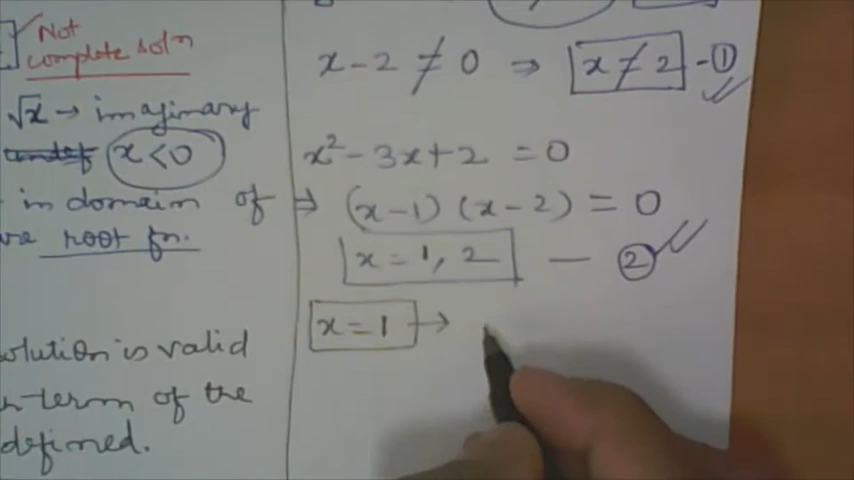 Not
complete soln
√x → imaginary
undef x < 0
in domain of
root fn.
solution is valid
term of the
defined.
x - 2 ≠ 0 ⇒ x ≠ 2 - ①
x² - 3x + 2 = 0
⇒ (x - 1) (x - 2) = 0
x = 1, 2 — ②
x = 1 →